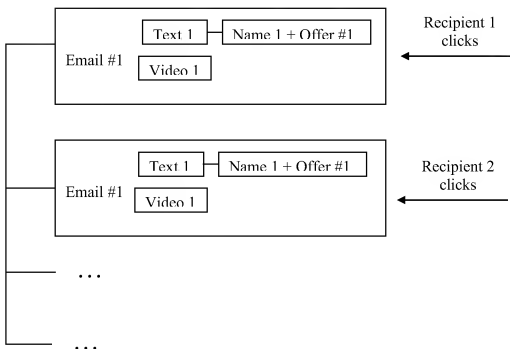 Text 1
Name 1 + Offer #1
Recipient 1
clicks
Email #1
Video 1
Text 1
Name 1 + Offer #1
Recipient 2
clicks
Email #1
Video 1
...
...